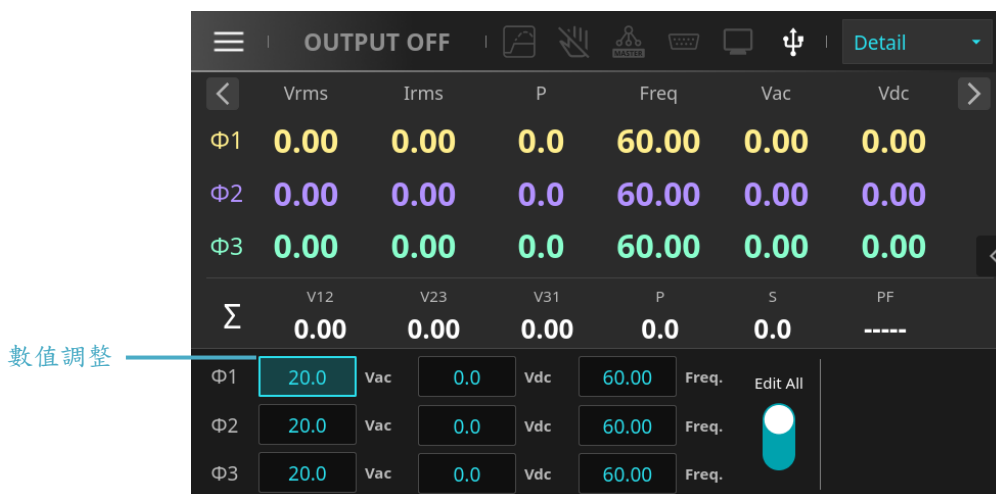 OUTPUT OFF MASTER Detail
Vrms Irms P Freq Vac Vdc
Φ1 0.00 0.00 0.0 60.00 0.00 0.00
Φ2 0.00 0.00 0.0 60.00 0.00 0.00
Φ3 0.00 0.00 0.0 60.00 0.00 0.00
V12 V23 V31 P S PF
Σ 0.00 0.00 0.00 0.0 0.0 -----
數值調整
Φ1 20.0 Vac 0.0 Vdc 60.00 Freq. Edit All
Φ2 20.0 Vac 0.0 Vdc 60.00 Freq.
Φ3 20.0 Vac 0.0 Vdc 60.00 Freq.